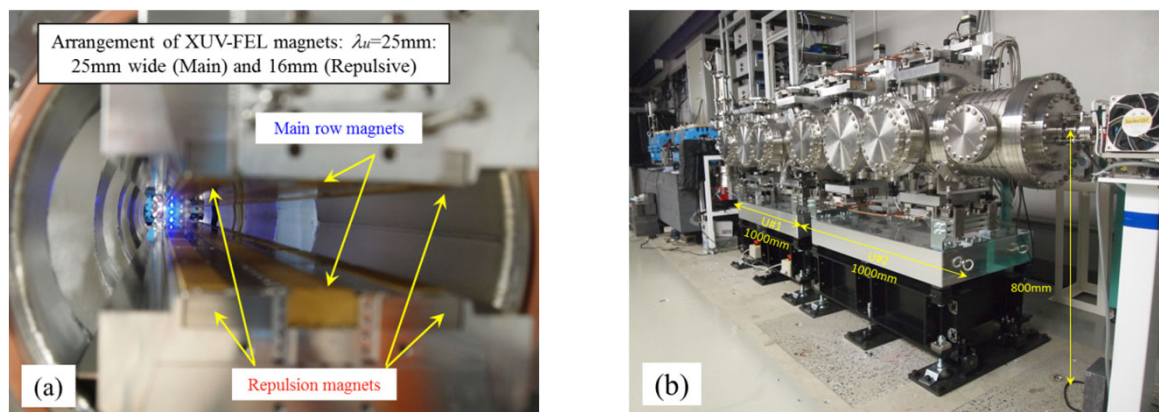 Arrangement of XUV-FEL magnets: λu=25mm:
25mm wide (Main) and 16mm (Repulsive)
Main row magnets
Repulsion magnets
(a)
U#1
1000mm
U#2
1000mm
800mm
(b)